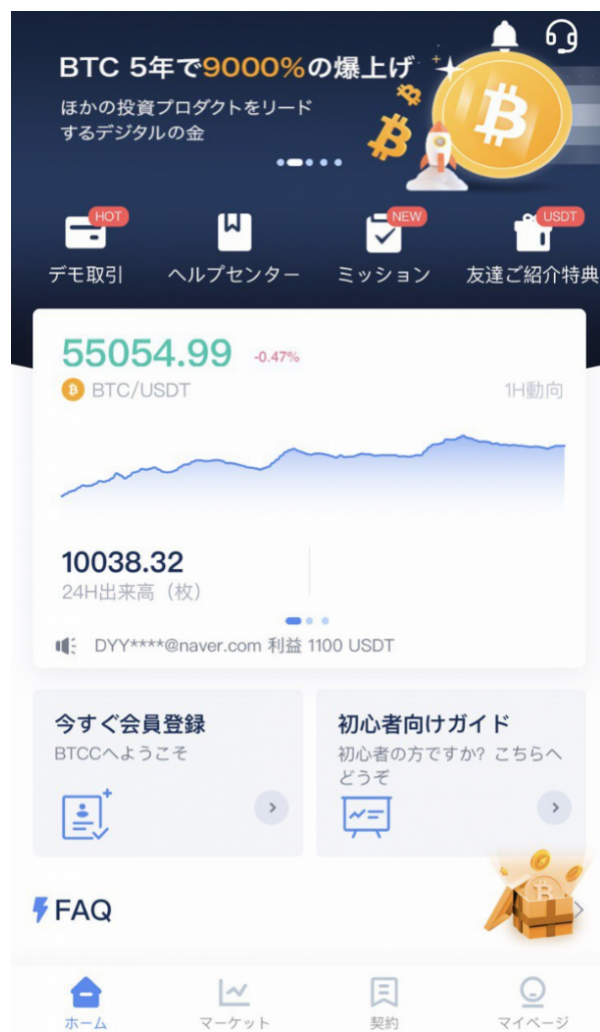 BTC 5年で9000%の爆上げ
ほかの投資プロダクトをリード
するデジタルの金
HOT
NEW
USDT
デモ取引
ヘルプセンター
ミッション
友達ご紹介特典
55054.99 -0.47%
BTC/USDT
1H動向
10038.32
24H出来高（枚）
DYY****@naver.com 利益 1100 USDT
今すぐ会員登録
BTCCへようこそ
初心者向けガイド
初心者の方ですか? こちらへ
どうぞ
FAQ
ホーム
マーケット
契約
マイページ